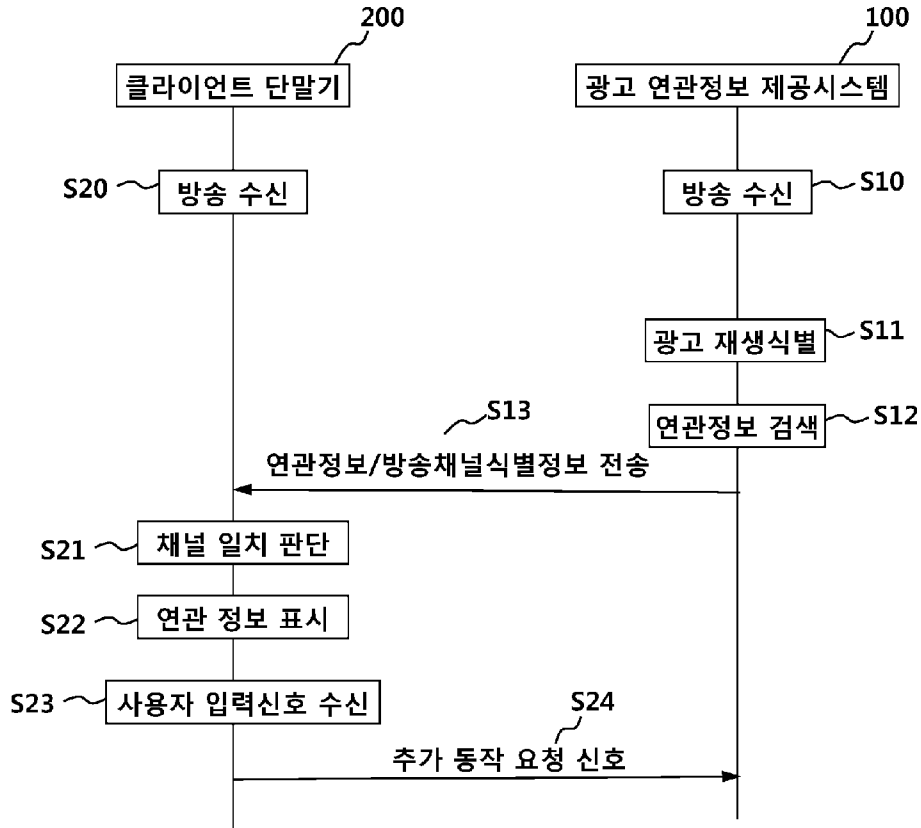 200
100
클라이언트 단말기
광고 연관정보 제공시스템
S20
방송 수신
방송 수신
S10
광고 재생식별
S11
S13
연관정보 검색
S12
연관정보/방송채널식별정보 전송
S21
채널 일치 판단
S22
연관 정보 표시
S23
사용자 입력신호 수신
S24
추가 동작 요청 신호